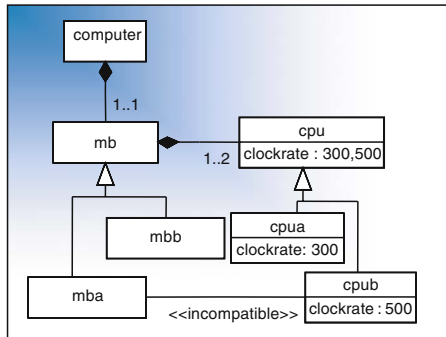 computer
1..1
mb
1..2
cpu
clockrate : 300,500
mbb
cpua
clockrate: 300
mba
cpub
clockrate : 500
<<incompatible>>